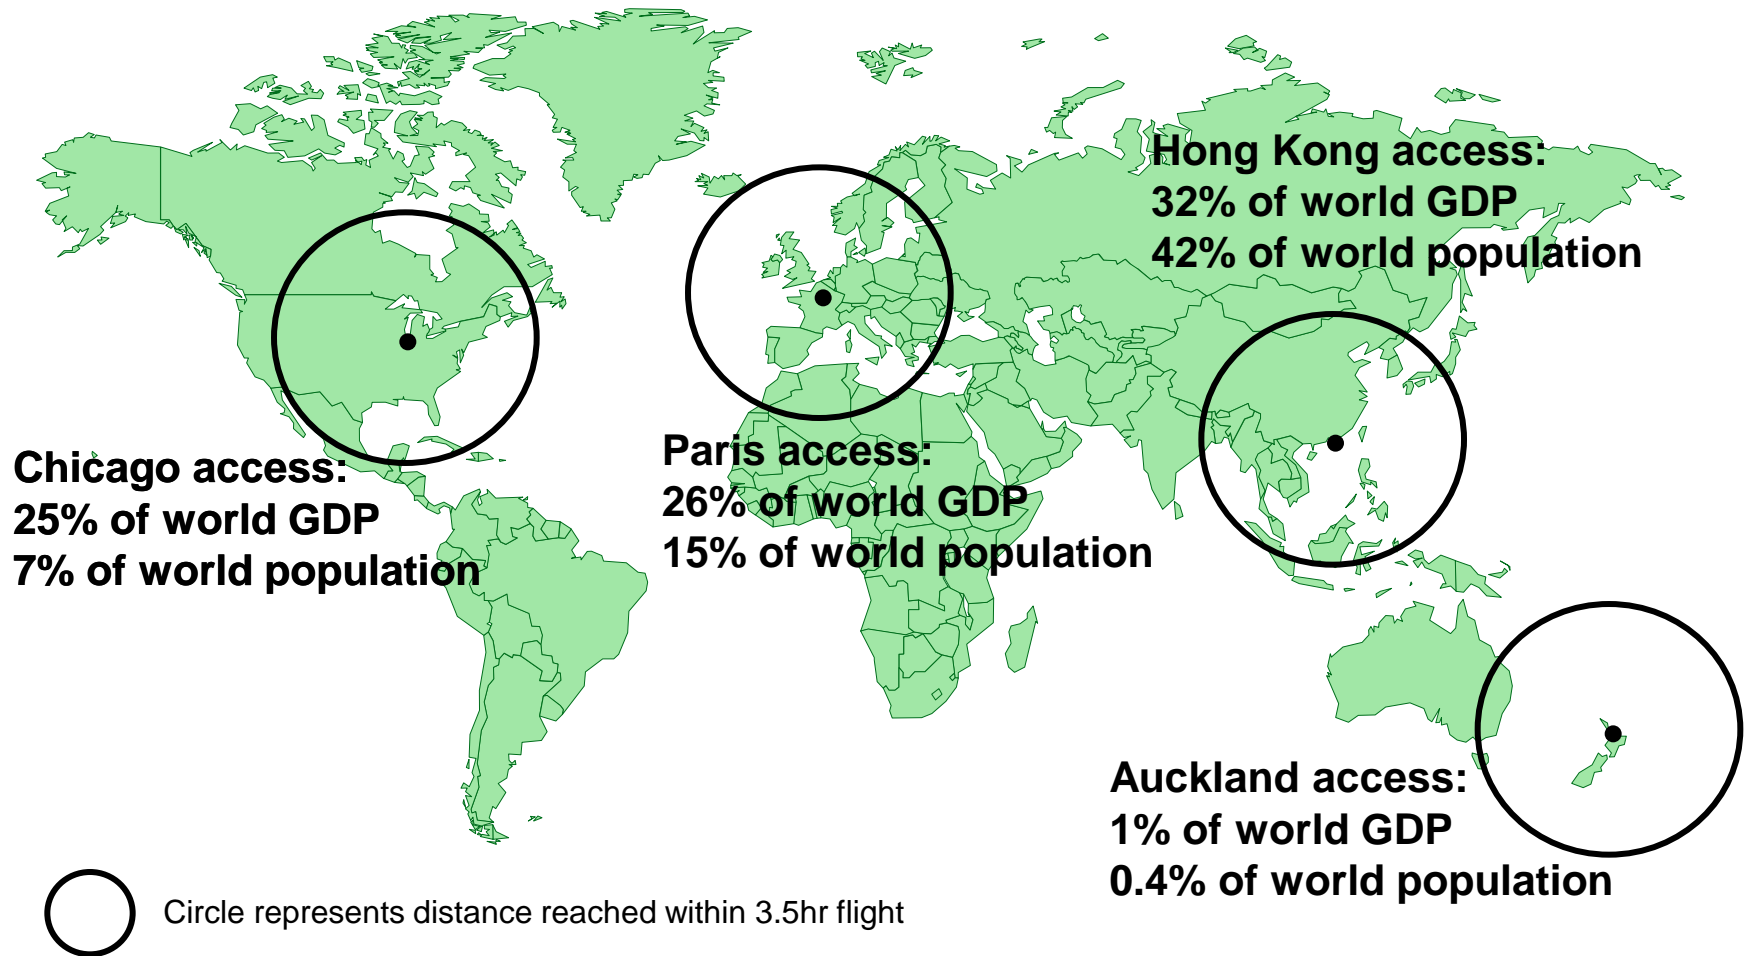 Hong Kong access:
32% of world GDP
42% of world population
Chicago access:
25% of world GDP
7% of world population
Paris access:
26% of world GDP
15% of world population
Auckland access:
1% of world GDP
0.4% of world population
Circle represents distance reached within 3.5hr flight